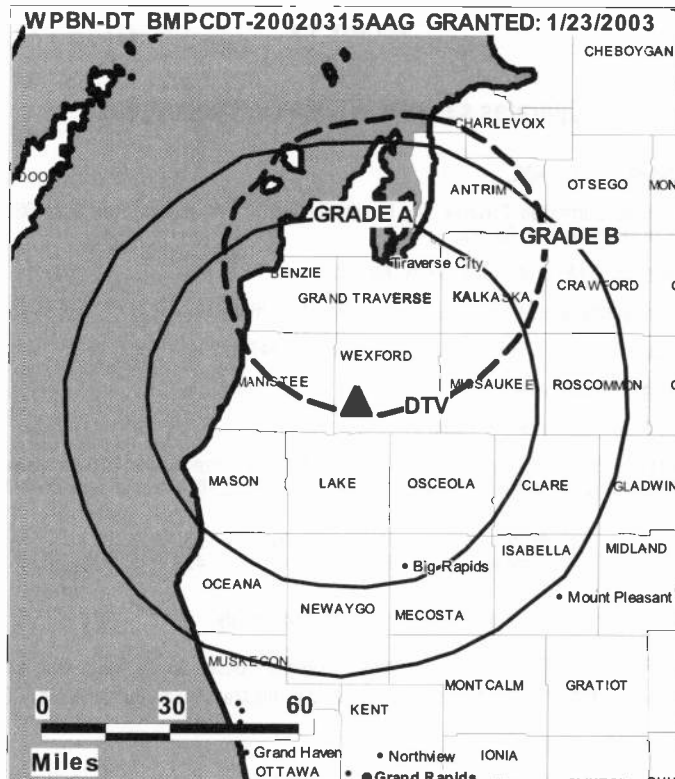 WPBN-DT BMPCDT-20020315AAG GRANTED: 1/23/2003
CHEBOYGAN
CHARLEVOIX
DOO
ANTRIM
OTSEGO
MON
GRADE A
GRADE B
Traverse City
BENZIE
GRAND TRAVERSE
KALKASKA
CRAWFORD
C
WEXFORD
MANISTEE
MISSAUKEE
ROSCOMMON
DTV
MASON
LAKE
OSCEOLA
CLARE
GLADWIN
ISABELLA
MIDLAND
Big Rapids
OCEANA
NEWAYGO
MECOSTA
Mount Pleasant
MUSKEGON
MONTCALM
GRATIOT
0 30 60
KENT
Miles
Grand Haven
Northview
IONIA
OTTAWA
Grand Rapids